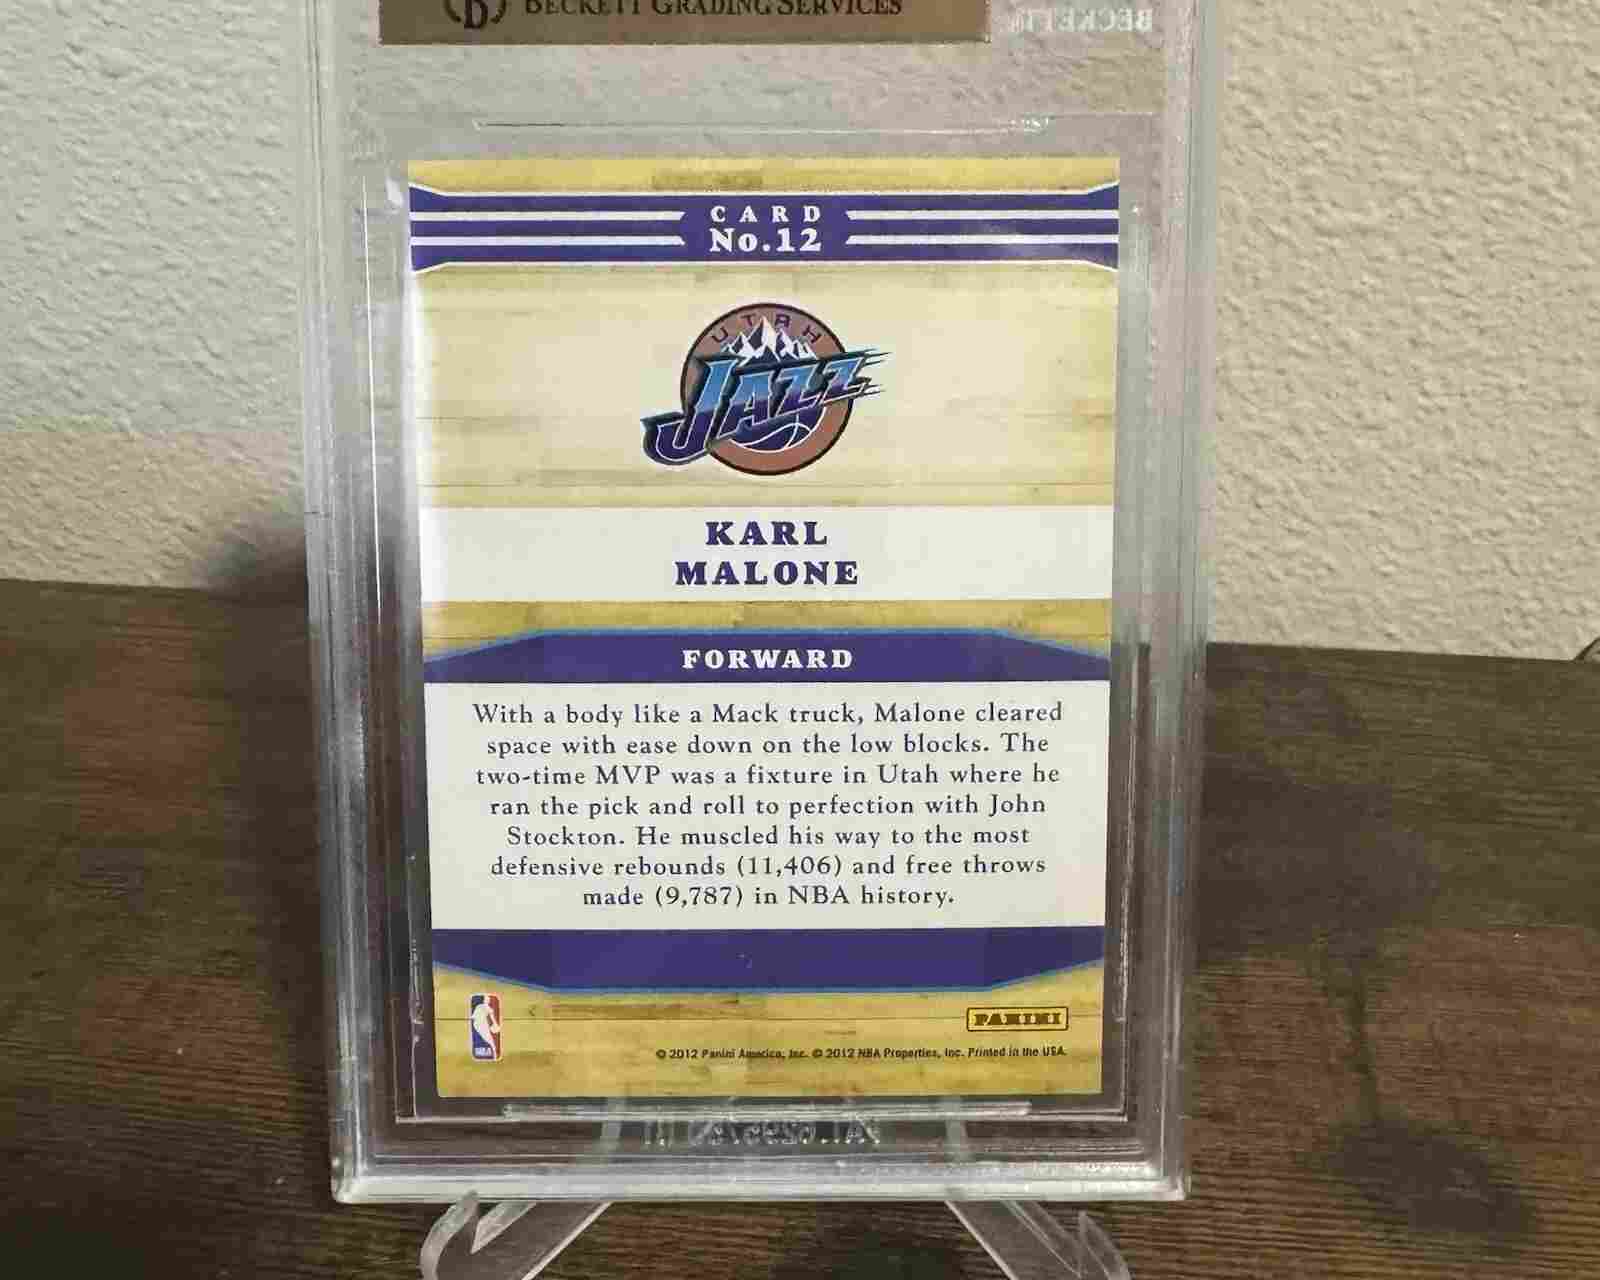 BECKETT GRADING SERVICES
BECKETT
CARD
No.12
UTAH
JAZZ
KARL
MALONE
FORWARD
With a body like a Mack truck, Malone cleared
space with ease down on the low blocks. The
two-time MVP was a fixture in Utah where he
ran the pick and roll to perfection with John
Stockton. He muscled his way to the most
defensive rebounds (11,406) and free throws
made (9,787) in NBA history.
NBA
PANINI
© 2012 Panini America, Inc. © 2012 NBA Properties, Inc. Printed in the USA.